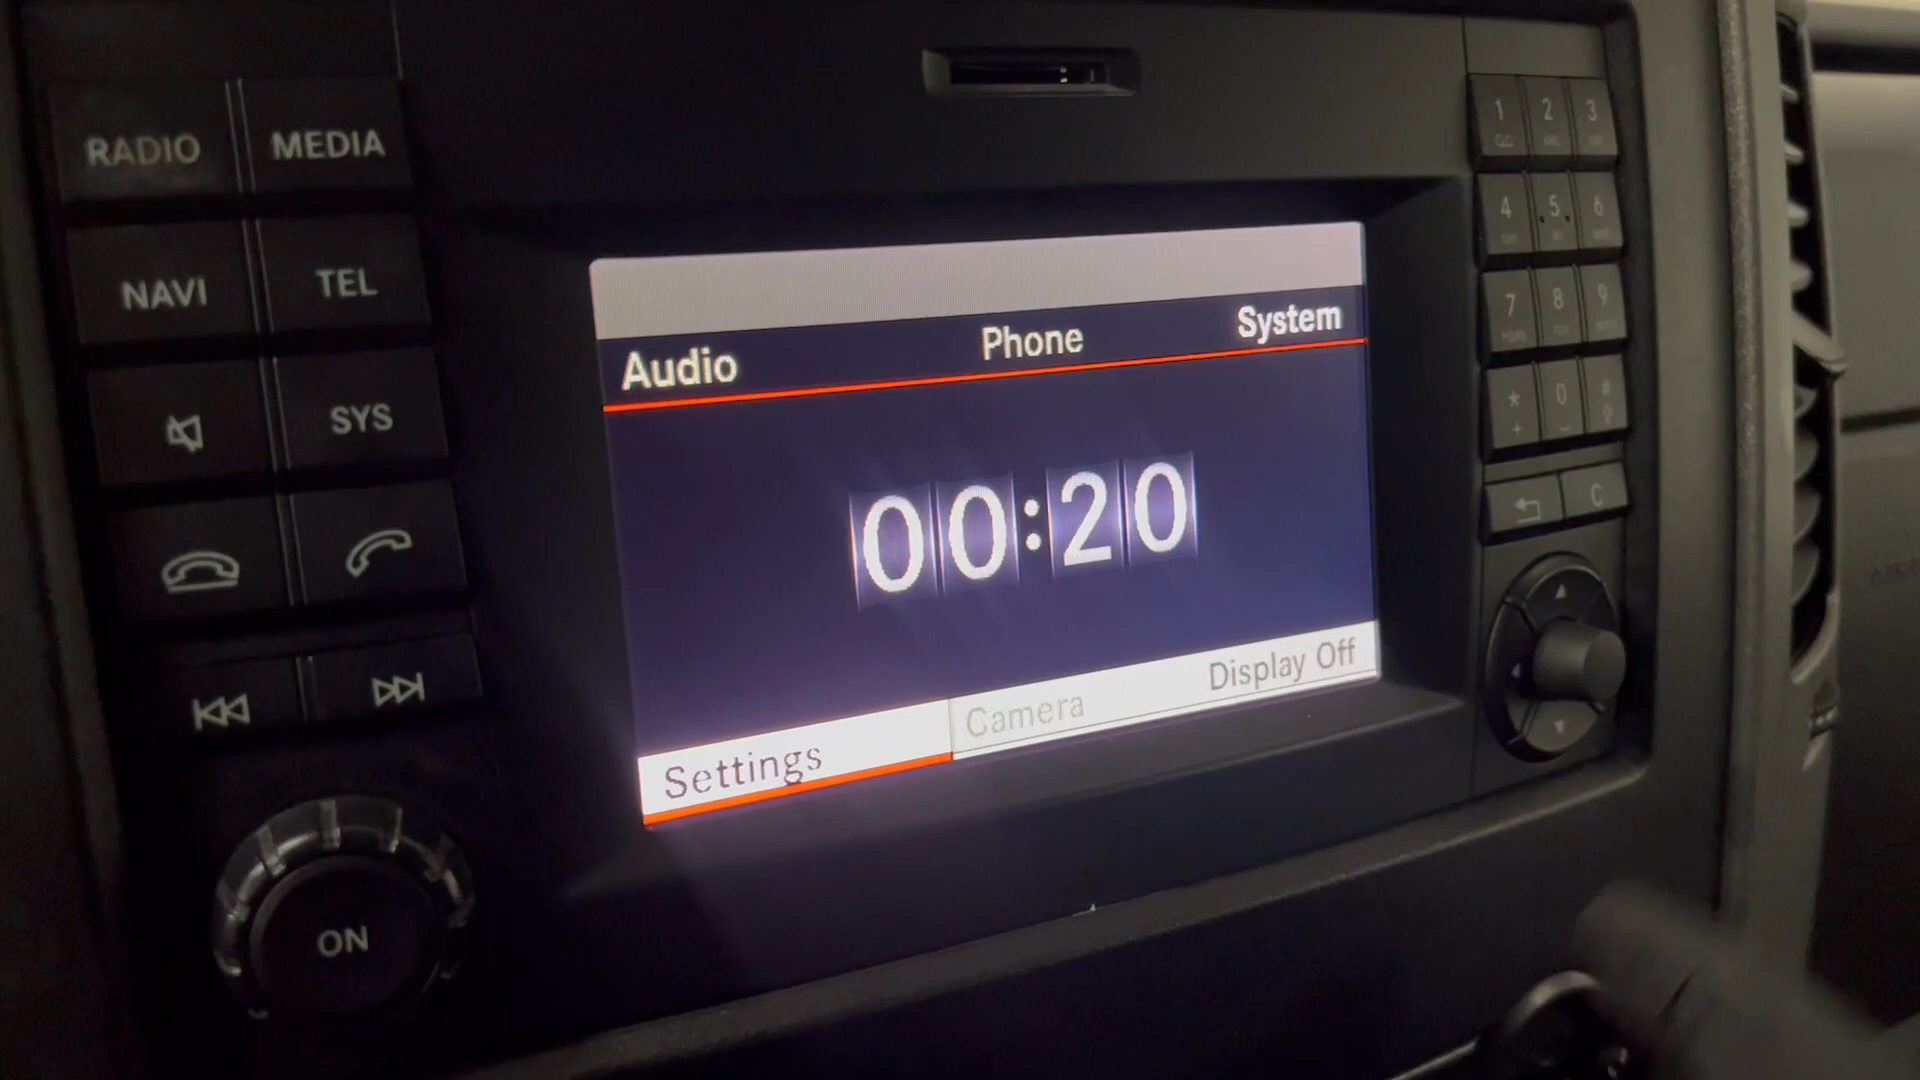 RADIO MEDIA
NAVI TEL
SYS
ON
Audio Phone System
00:20
Settings Camera Display Off
1 2 3
4 5 6
7 8 9
* 0 #
+
C